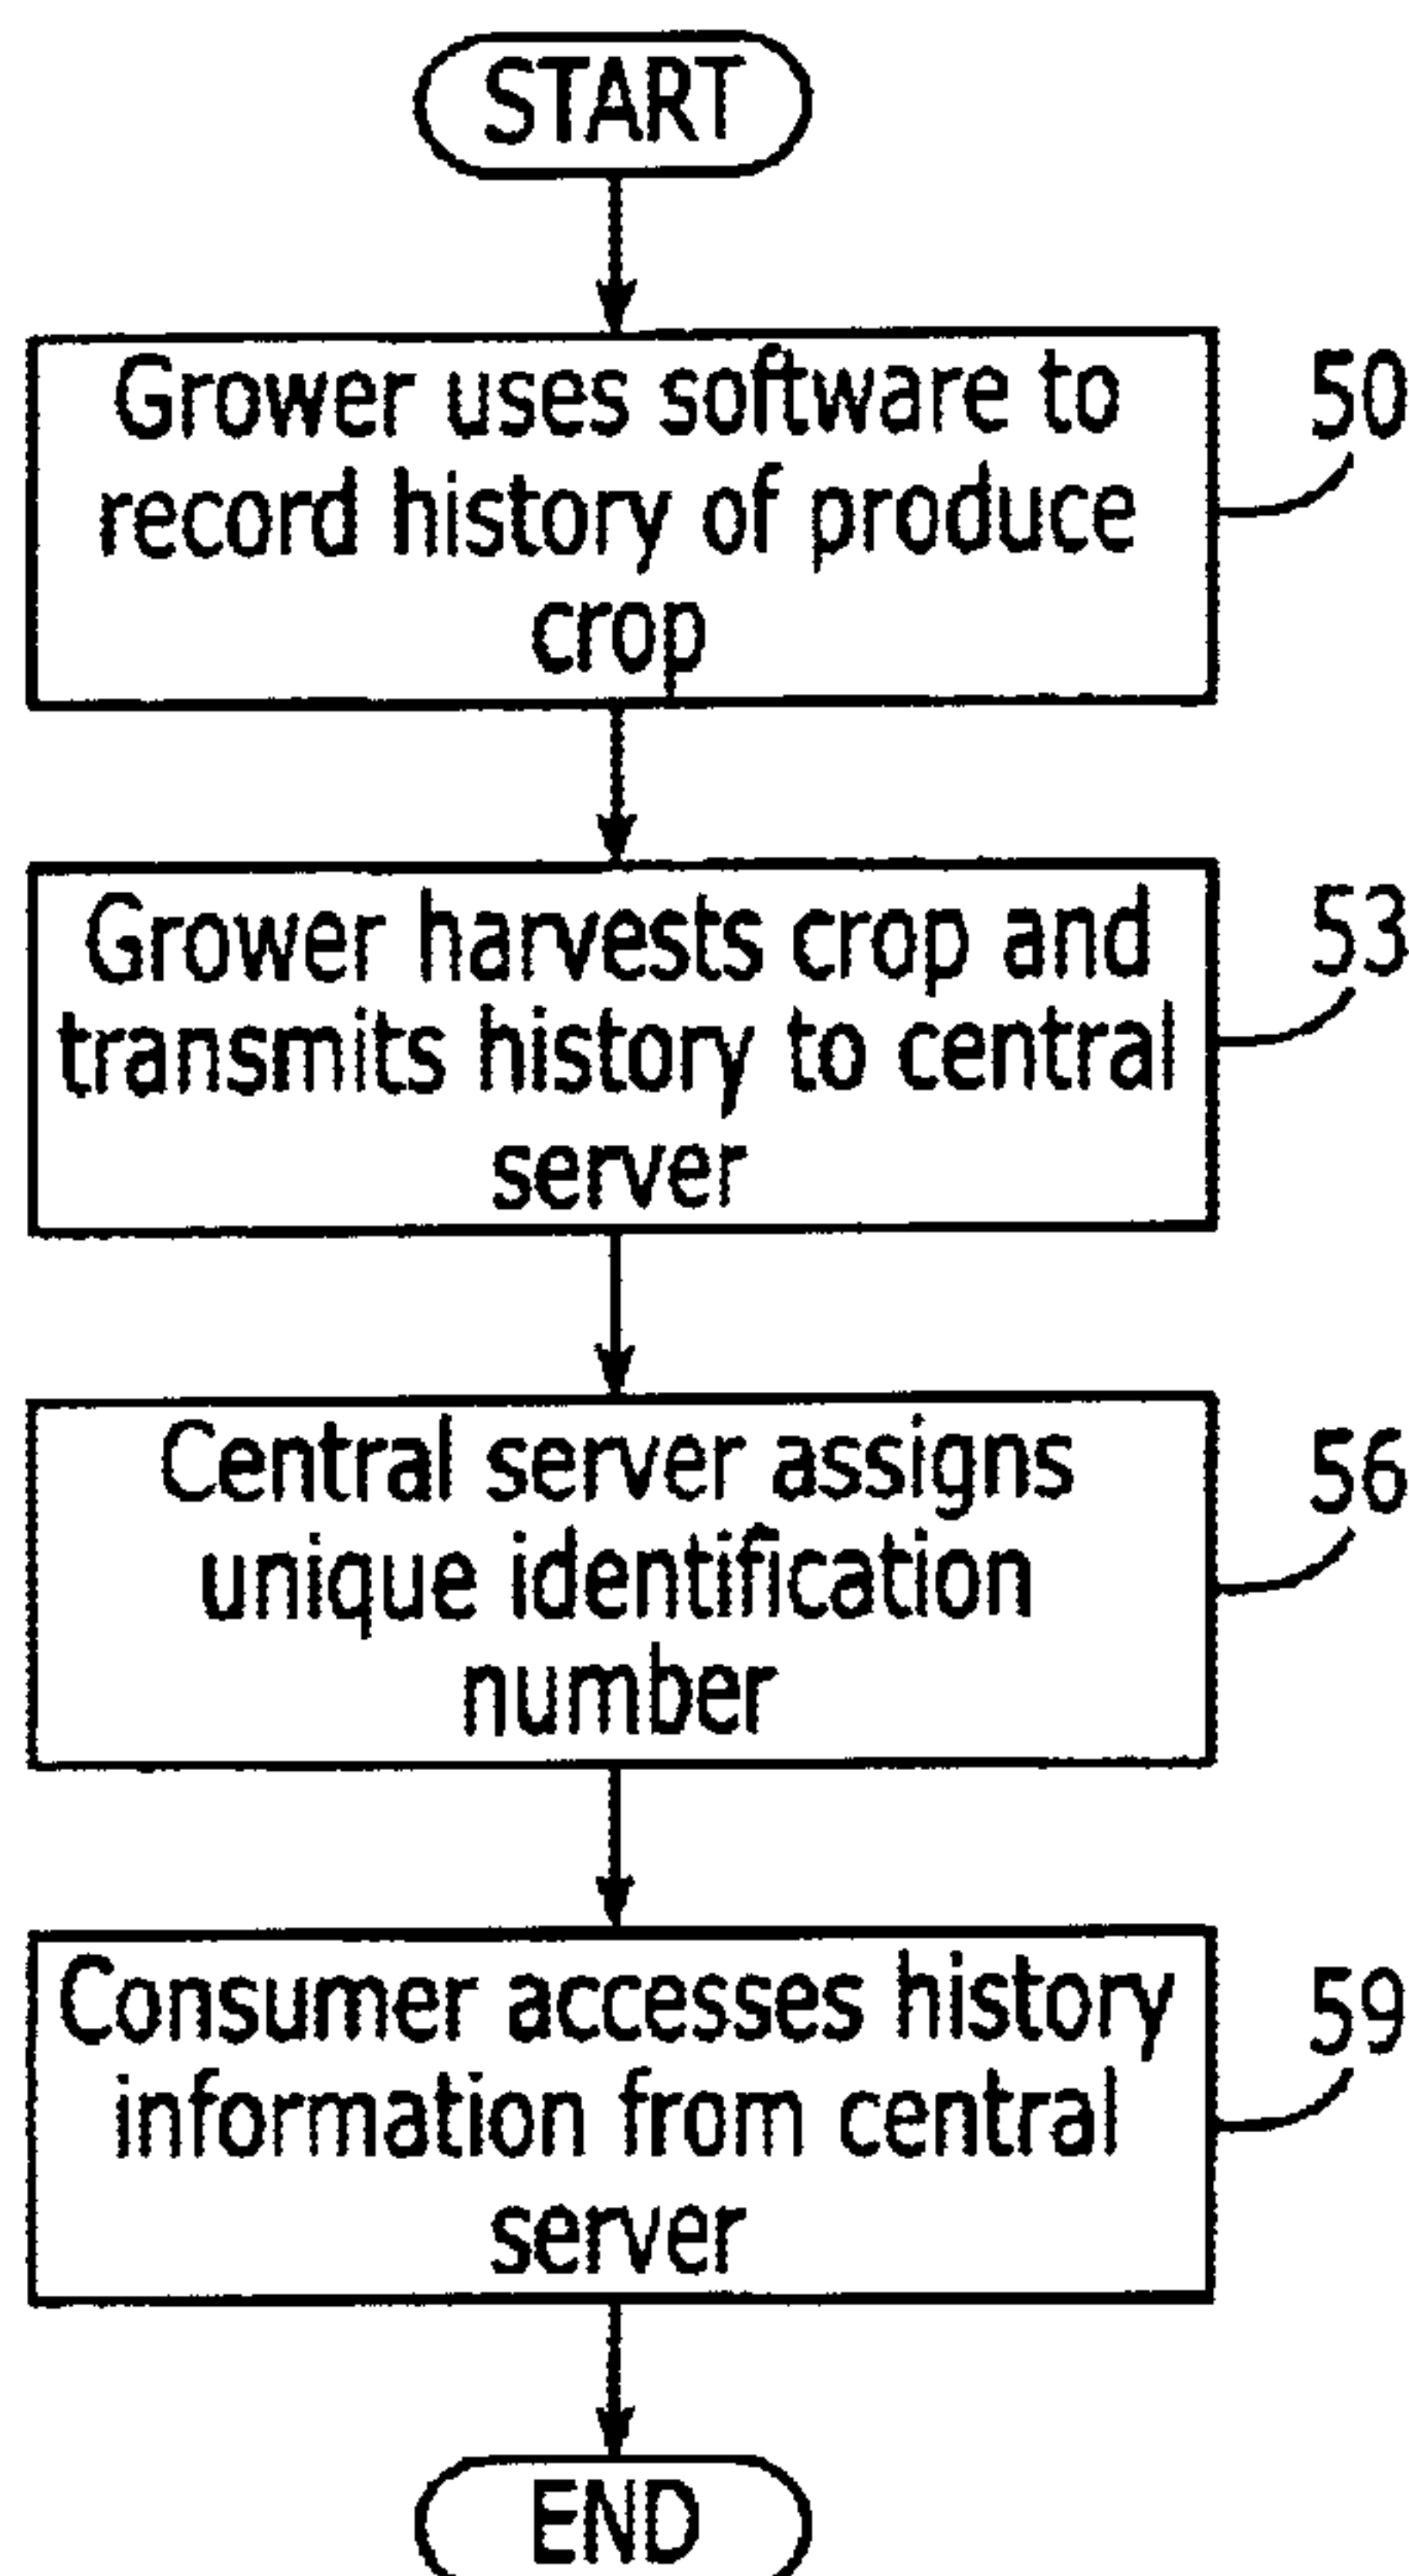 START
Grower uses software to
record history of produce
crop
50
Grower harvests crop and
transmits history to central
server
53
Central server assigns
unique identification
number
56
Consumer accesses history
information from central
server
59
END